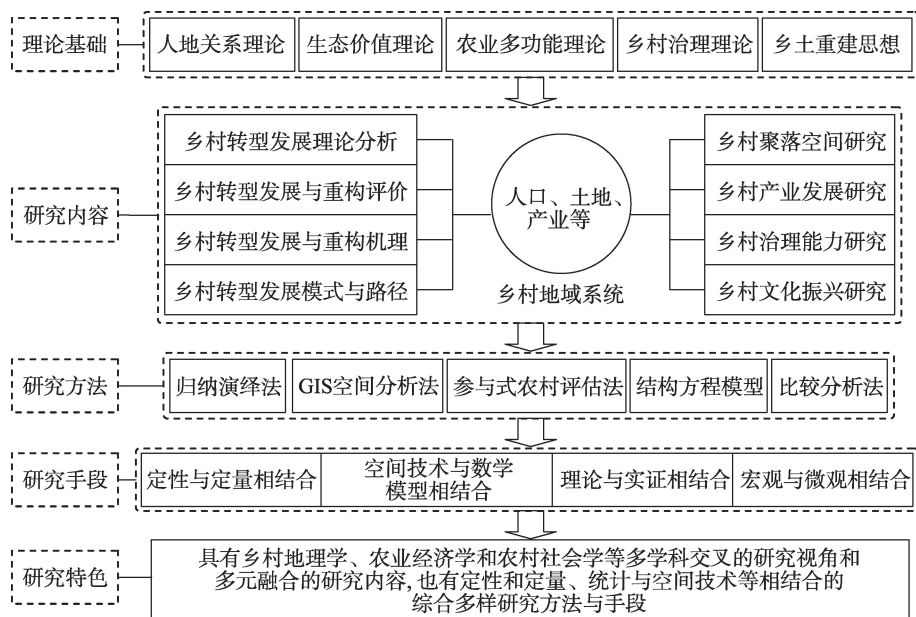 理论基础
人地关系理论
生态价值理论
农业多功能理论
乡村治理理论
乡土重建思想
研究内容
乡村转型发展理论分析
乡村转型发展与重构评价
乡村转型发展与重构机理
乡村转型发展模式与路径
人口、土地、
产业等
乡村地域系统
乡村聚落空间研究
乡村产业发展研究
乡村治理能力研究
乡村文化振兴研究
研究方法
归纳演绎法
GIS空间分析法
参与式农村评估法
结构方程模型
比较分析法
研究手段
定性与定量相结合
空间技术与数学
模型相结合
理论与实证相结合
宏观与微观相结合
研究特色
具有乡村地理学、农业经济学和农村社会学等多学科交叉的研究视角和
多元融合的研究内容,也有定性和定量、统计与空间技术等相结合的
综合多样研究方法与手段